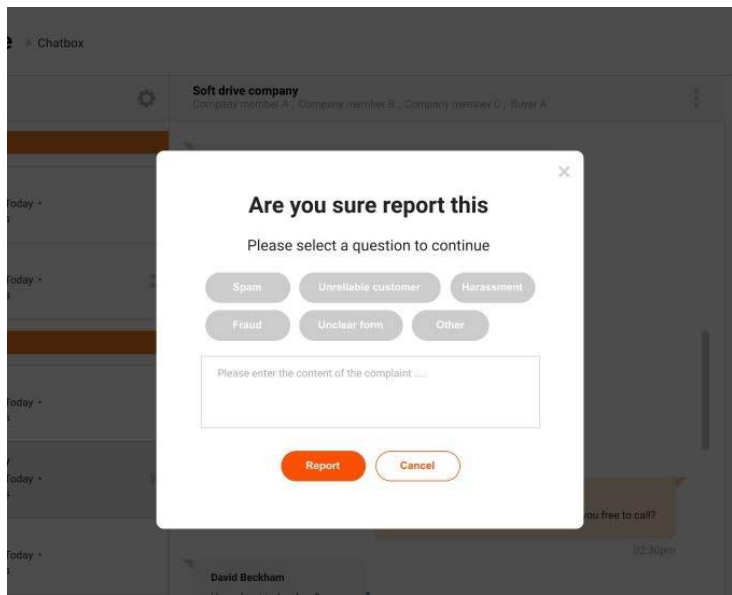 Chatbox
Soft drive company
Company member A , Company member B , Company member C , Buyer A
Today
Today
Today
Today
Today
Are you sure report this
Please select a question to continue
Spam
Unreliable customer
Harassment
Fraud
Unclear form
Other
Please enter the content of the complaint .....
Report
Cancel
you free to call?
02:30pm
David Beckham